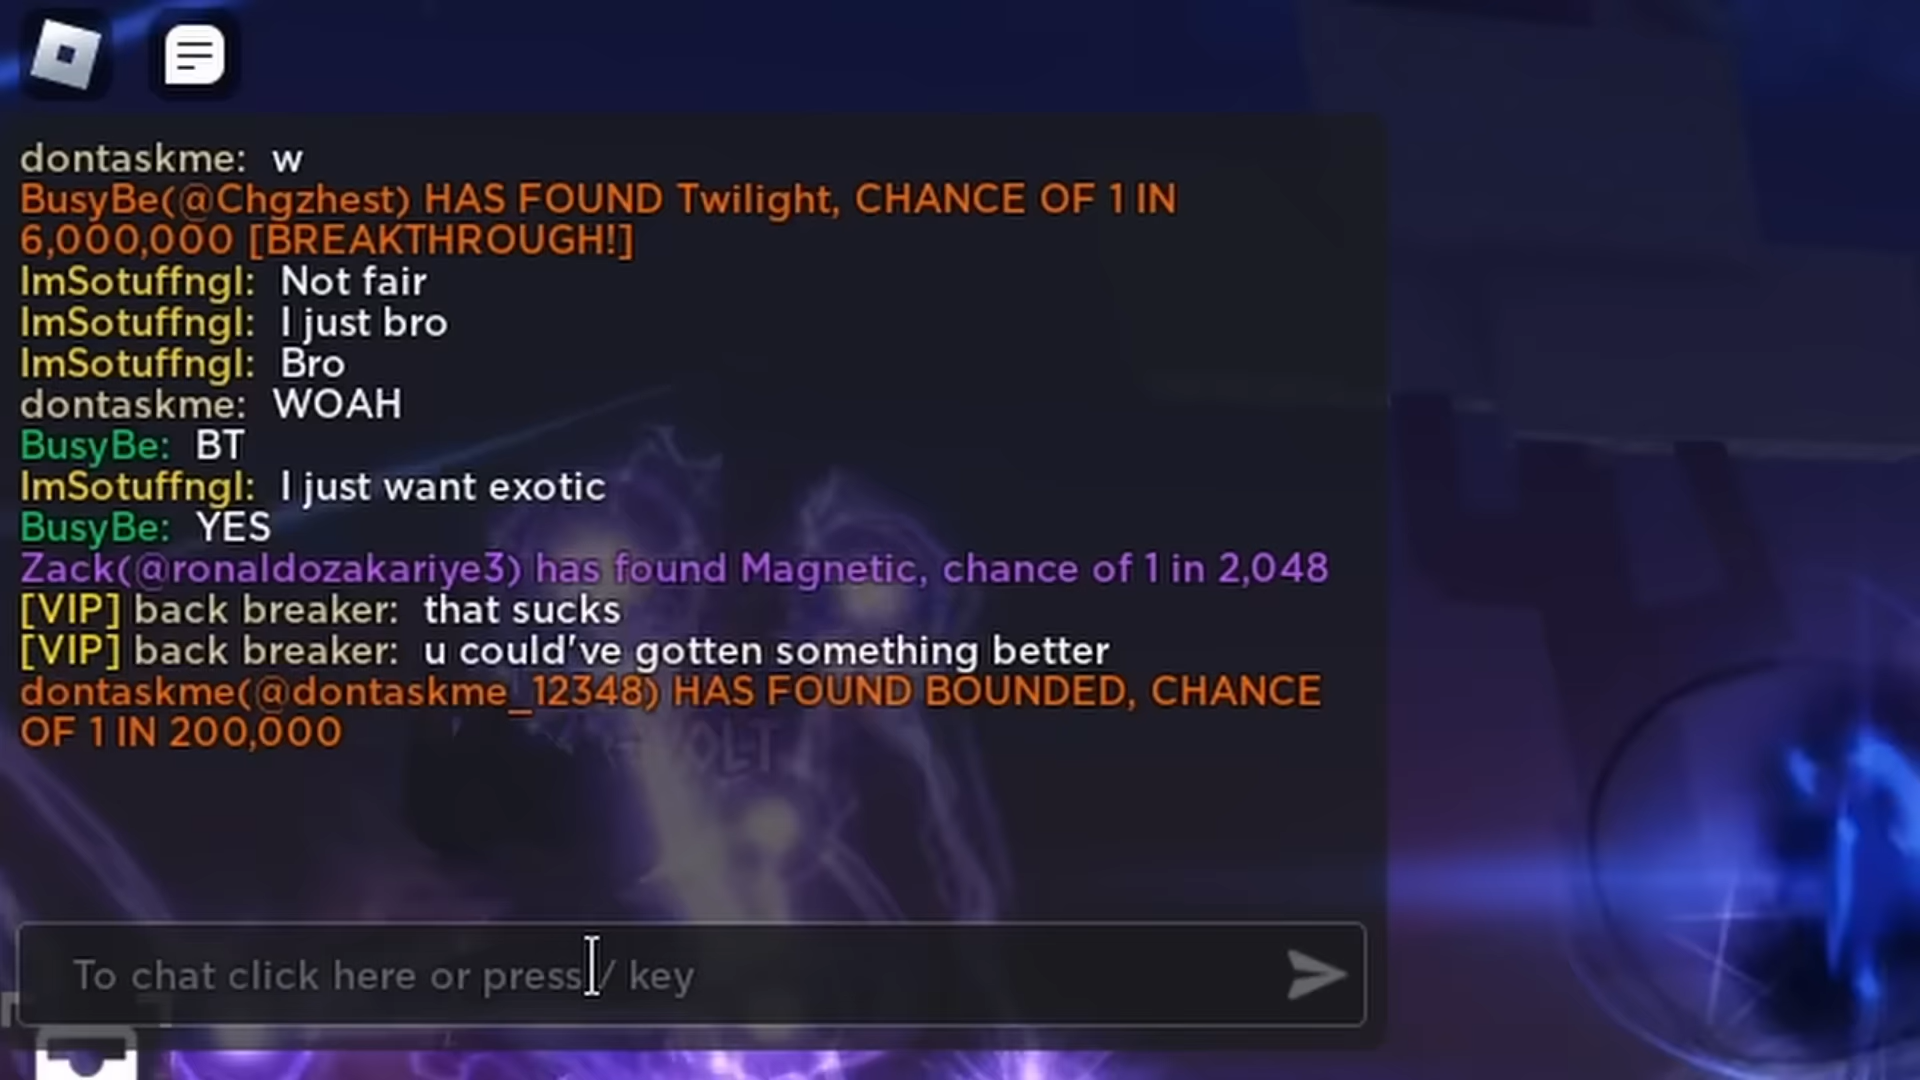 dontaskme: w
BusyBe(@Chgzhest) HAS FOUND Twilight, CHANCE OF 1 IN
6,000,000 [BREAKTHROUGH!]
ImSotuffngl: Not fair
ImSotuffngl: I just bro
ImSotuffngl: Bro
dontaskme: WOAH
BusyBe: BT
ImSotuffngl: I just want exotic
BusyBe: YES
Zack(@ronaldozakariye3) has found Magnetic, chance of 1 in 2,048
[VIP] back breaker: that sucks
[VIP] back breaker: u could've gotten something better
dontaskme(@dontaskme_12348) HAS FOUND BOUNDED, CHANCE
OF 1 IN 200,000
To chat click here or press / key